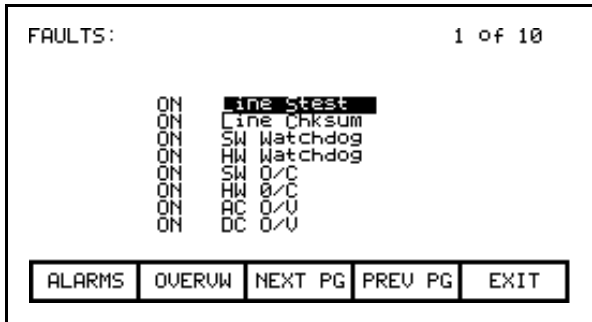 FAULTS: 1 of 10
ON Line Stest
ON Line Chksum
ON SW Watchdog
ON HW Watchdog
ON SW O/C
ON HW O/C
ON AC O/V
ON DC O/V
ALARMS OVERVW NEXT PG PREV PG EXIT